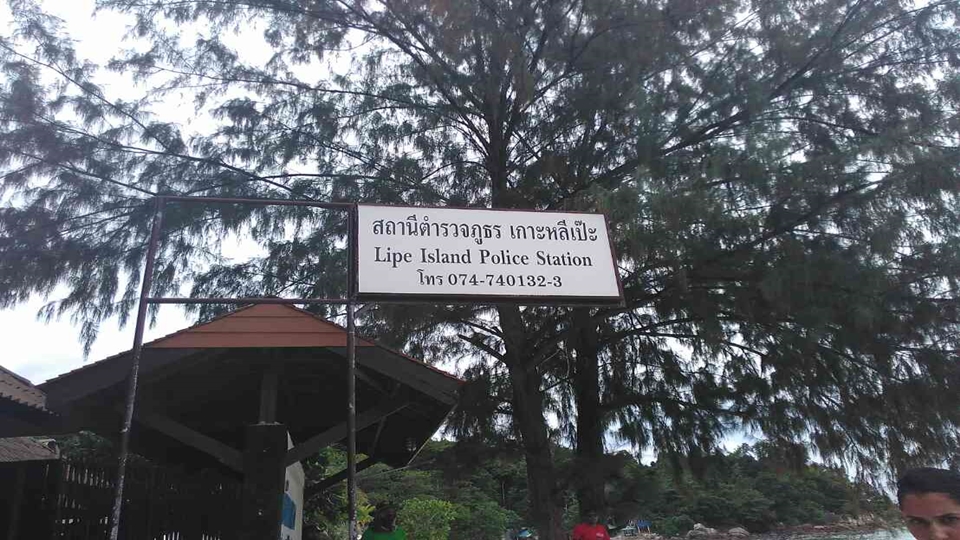 สถานีตำรวจภูธร เกาะหลีเป๊ะ
Lipe Island Police Station
โทร 074-740132-3